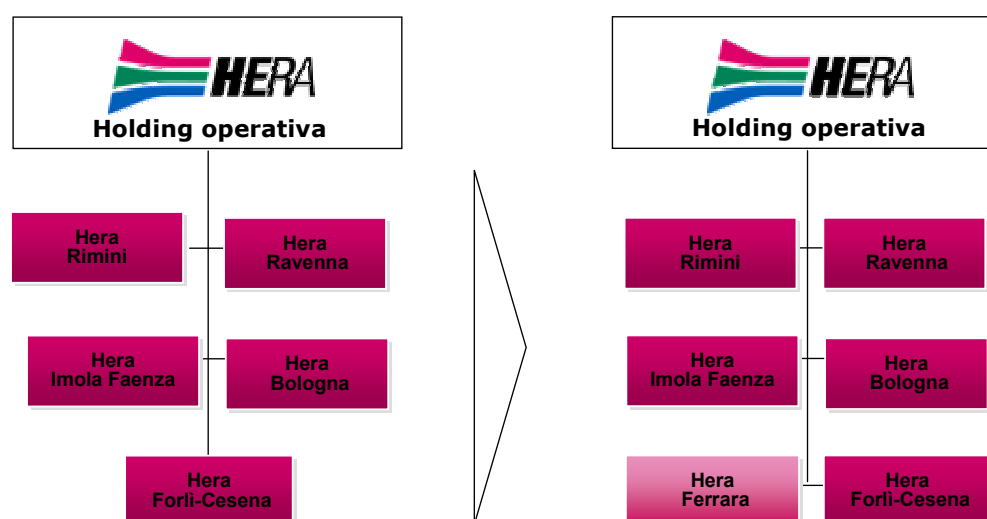 HERA
Holding operativa
Hera
Rimini
Hera
Ravenna
Hera
Imola Faenza
Hera
Bologna
Hera
Forlì-Cesena
HERA
Holding operativa
Hera
Rimini
Hera
Ravenna
Hera
Imola Faenza
Hera
Bologna
Hera
Ferrara
Hera
Forlì-Cesena